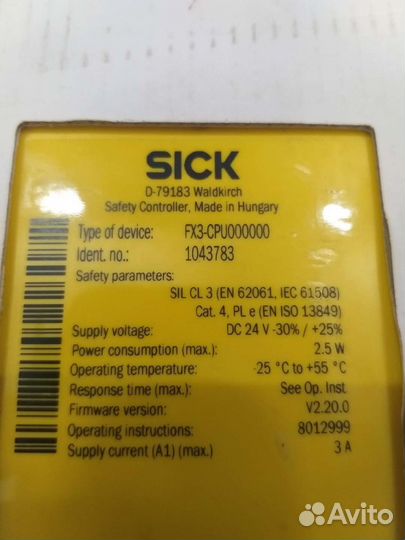 SICK
D-79183 Waldkirch
Safety Controller, Made in Hungary
Type of device: FX3-CPU000000
Ident. no.: 1043783
Safety parameters:
SIL CL 3 (EN 62061, IEC 61508)
Cat. 4, PL e (EN ISO 13849)
Supply voltage: DC 24 V -30% / +25%
Power consumption (max.): 2.5 W
Operating temperature: -25 °C to +55 °C
Response time (max.): See Op. Inst
Firmware version: V2.20.0
Operating instructions: 8012999
Supply current (A1) (max.) 3 A
Avito